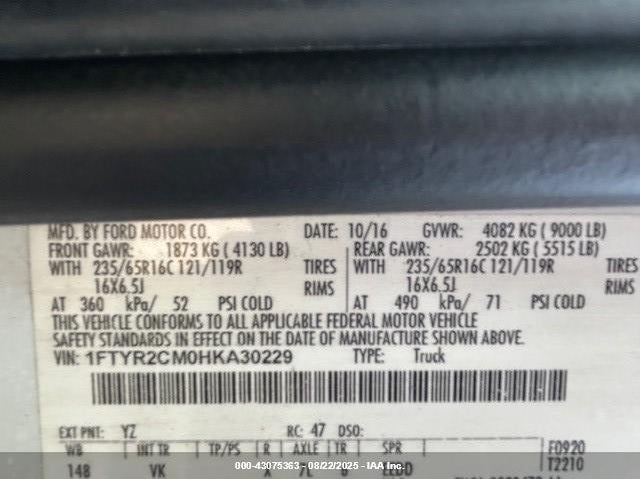 MFD. BY FORD MOTOR CO. DATE: 10/16 GVWR: 4082 KG ( 9000 LB)
FRONT GAWR: 1873 KG ( 4130 LB) REAR GAWR: 2502 KG ( 5515 LB)
WITH 235/65R16C 121/119R TIRES WITH 235/65R16C 121/119R TIRES
16X6.5J RIMS 16X6.5J RIMS
AT 360 kPa/ 52 PSI COLD AT 490 kPa/ 71 PSI COLD
THIS VEHICLE CONFORMS TO ALL APPLICABLE FEDERAL MOTOR VEHICLE
SAFETY STANDARDS IN EFFECT ON THE DATE OF MANUFACTURE SHOWN ABOVE.
VIN: 1FTYR2CM0HKA30229 TYPE: Truck
EXT PNT: YZ RC: 47 DSO:
WB INT TR TP/PS R AXLE TR SPR F0920
148 VK T2210
000-43075363 - 08/22/2025 - IAA Inc.